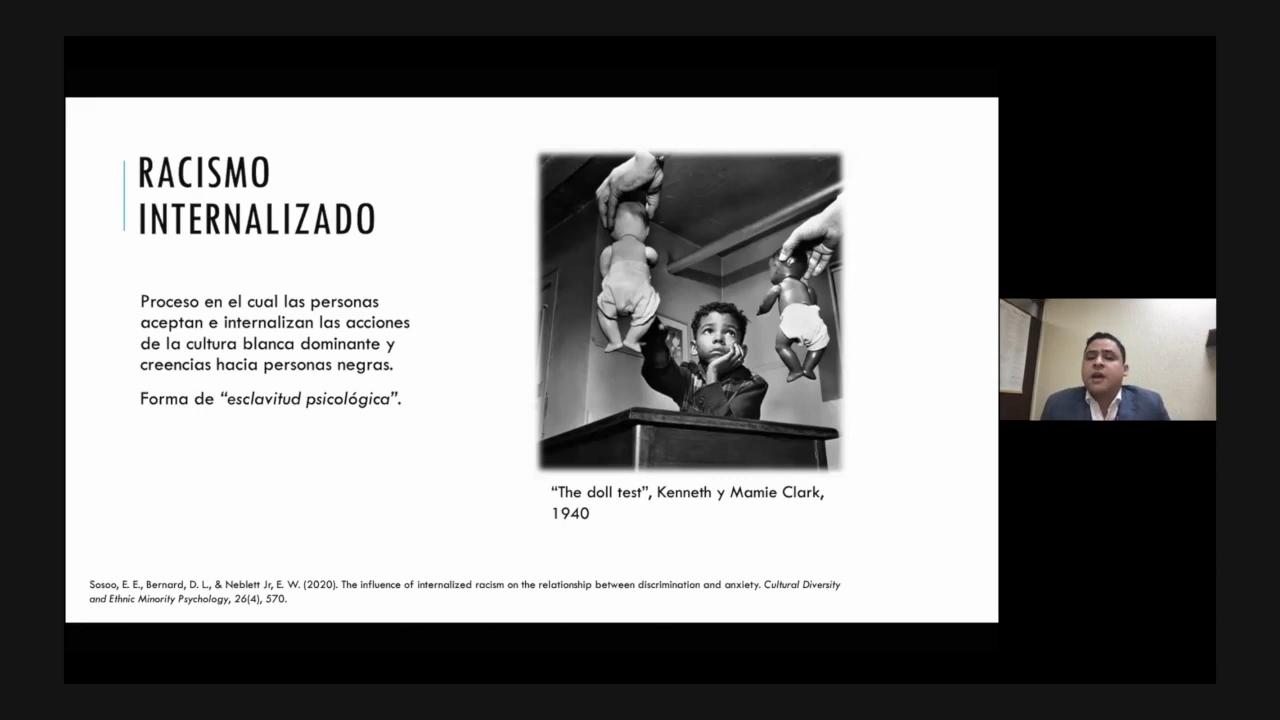 RACISMO
INTERNALIZADO
Proceso en el cual las personas
aceptan e internalizan las acciones
de la cultura blanca dominante y
creencias hacia personas negras.
Forma de “esclavitud psicológica”.
“The doll test”, Kenneth y Mamie Clark,
1940
Sosoo, E. E., Bernard, D. L., & Neblett Jr, E. W. (2020). The influence of internalized racism on the relationship between discrimination and anxiety. Cultural Diversity
and Ethnic Minority Psychology, 26(4), 570.